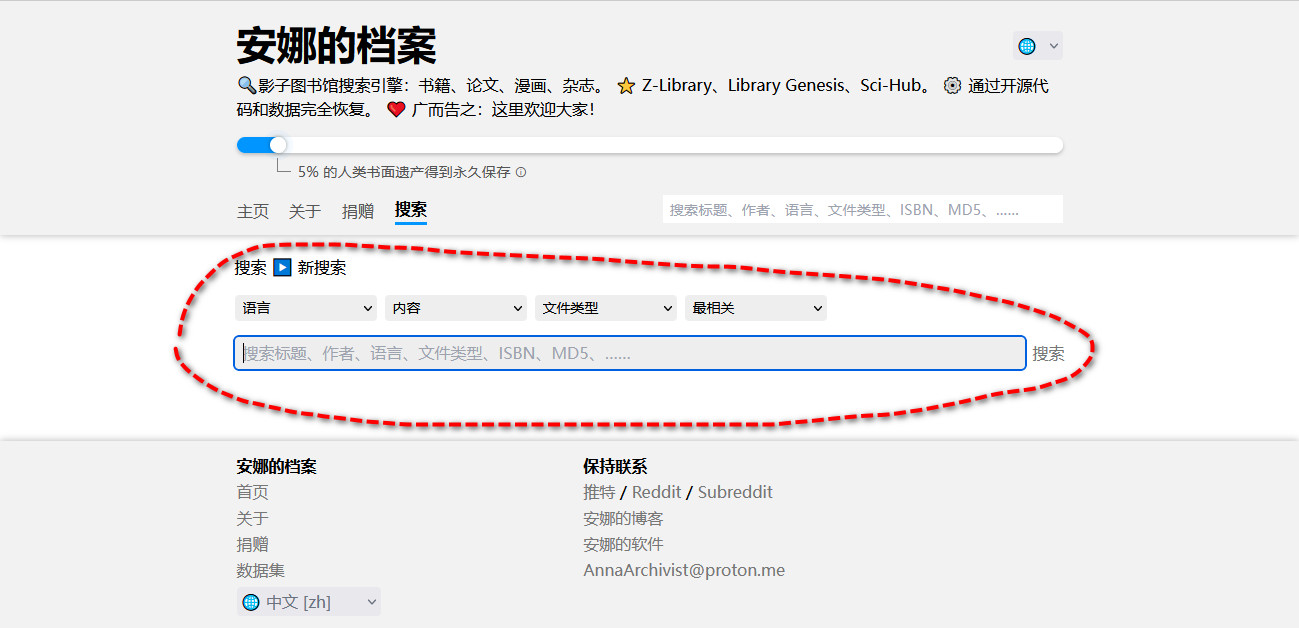 安娜的档案
🔍影子图书馆搜索引擎：书籍、论文、漫画、杂志。 ⭐ Z-Library、Library Genesis、Sci-Hub。 ⚙️ 通过开源代
码和数据完全恢复。 ❤️ 广而告之：这里欢迎大家！
5% 的人类书面遗产得到永久保存 ⓘ
主页 关于 捐赠 搜索 搜索标题、作者、语言、文件类型、ISBN、MD5、……
搜索 ▶️ 新搜索
语言 内容 文件类型 最相关
搜索标题、作者、语言、文件类型、ISBN、MD5、…… 搜索
安娜的档案
首页
关于
捐赠
数据集
🌐 中文 [zh]
保持联系
推特 / Reddit / Subreddit
安娜的博客
安娜的软件
AnnaArchivist@proton.me